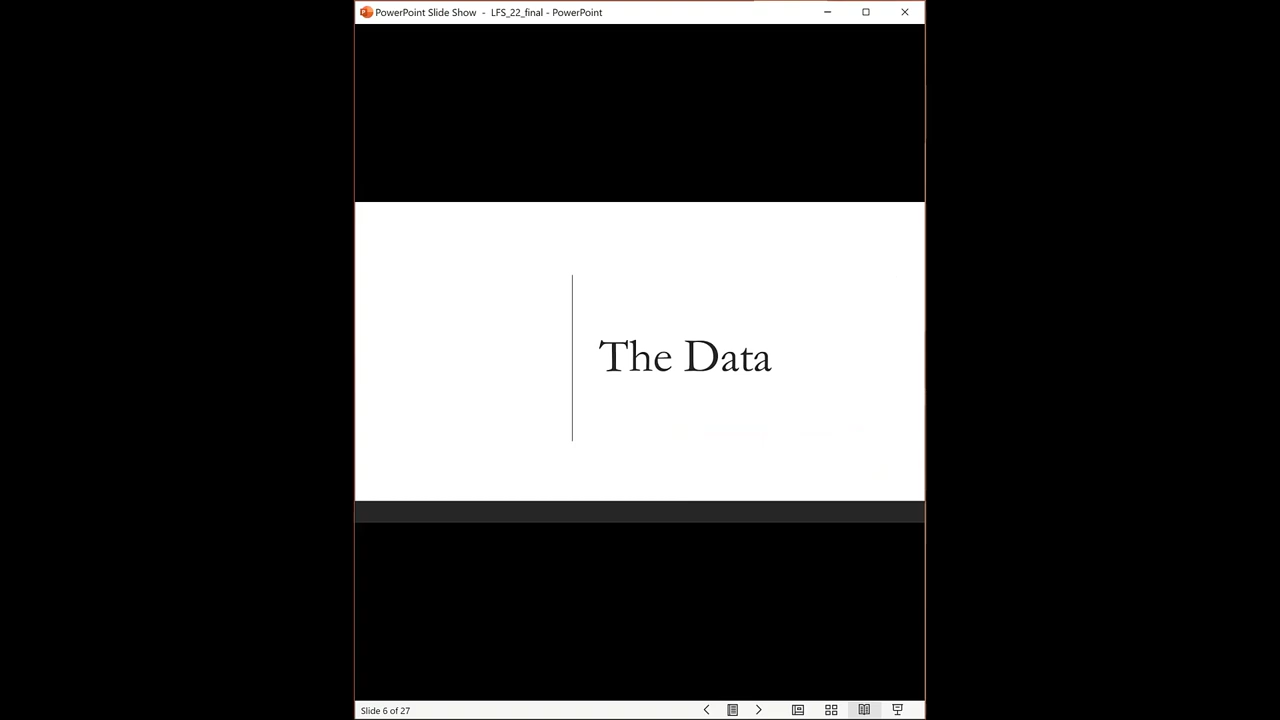 PowerPoint Slide Show - LFS_22_final - PowerPoint
The Data
Slide 6 of 27